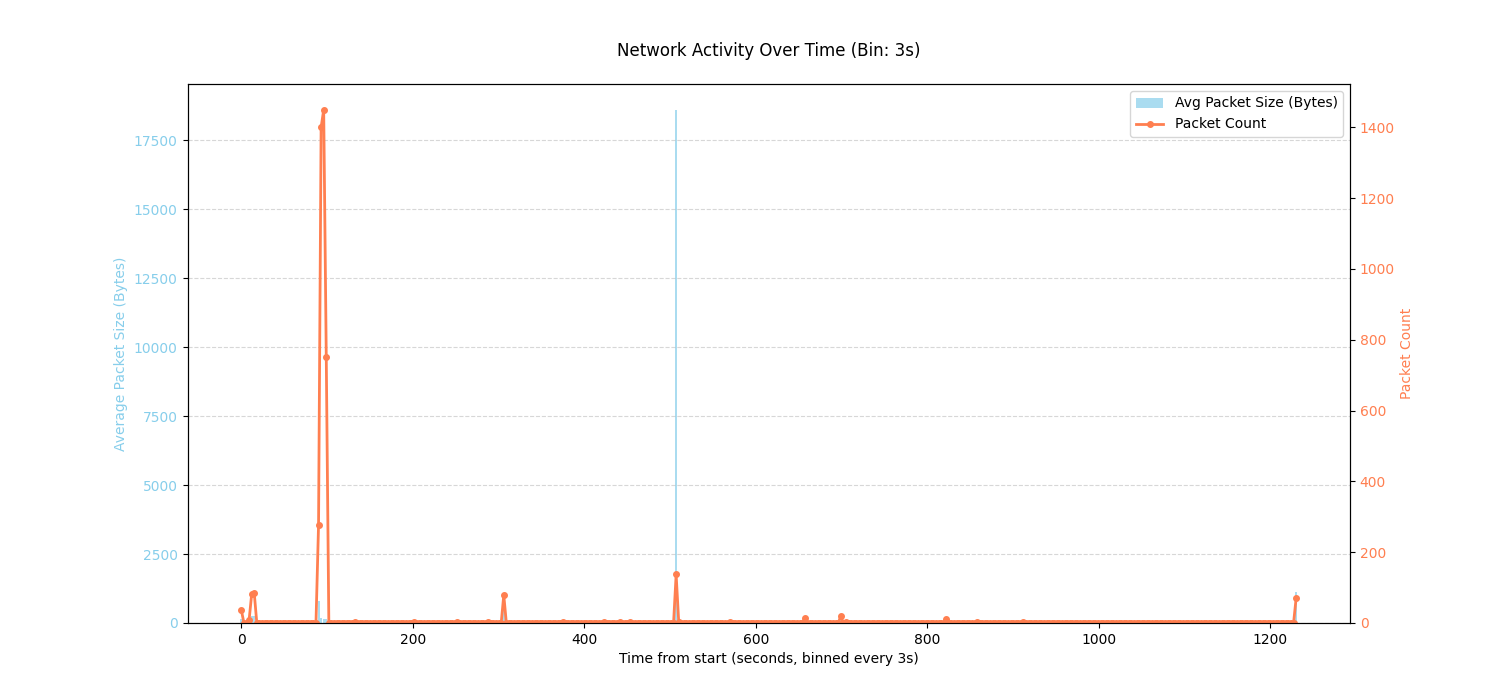 Network Activity Over Time (Bin: 3s)
Avg Packet Size (Bytes)
Packet Count
17500
15000
12500
10000
7500
5000
2500
0
Average Packet Size (Bytes)
1400
1200
1000
800
600
400
200
0
Packet Count
0 200 400 600 800 1000 1200
Time from start (seconds, binned every 3s)